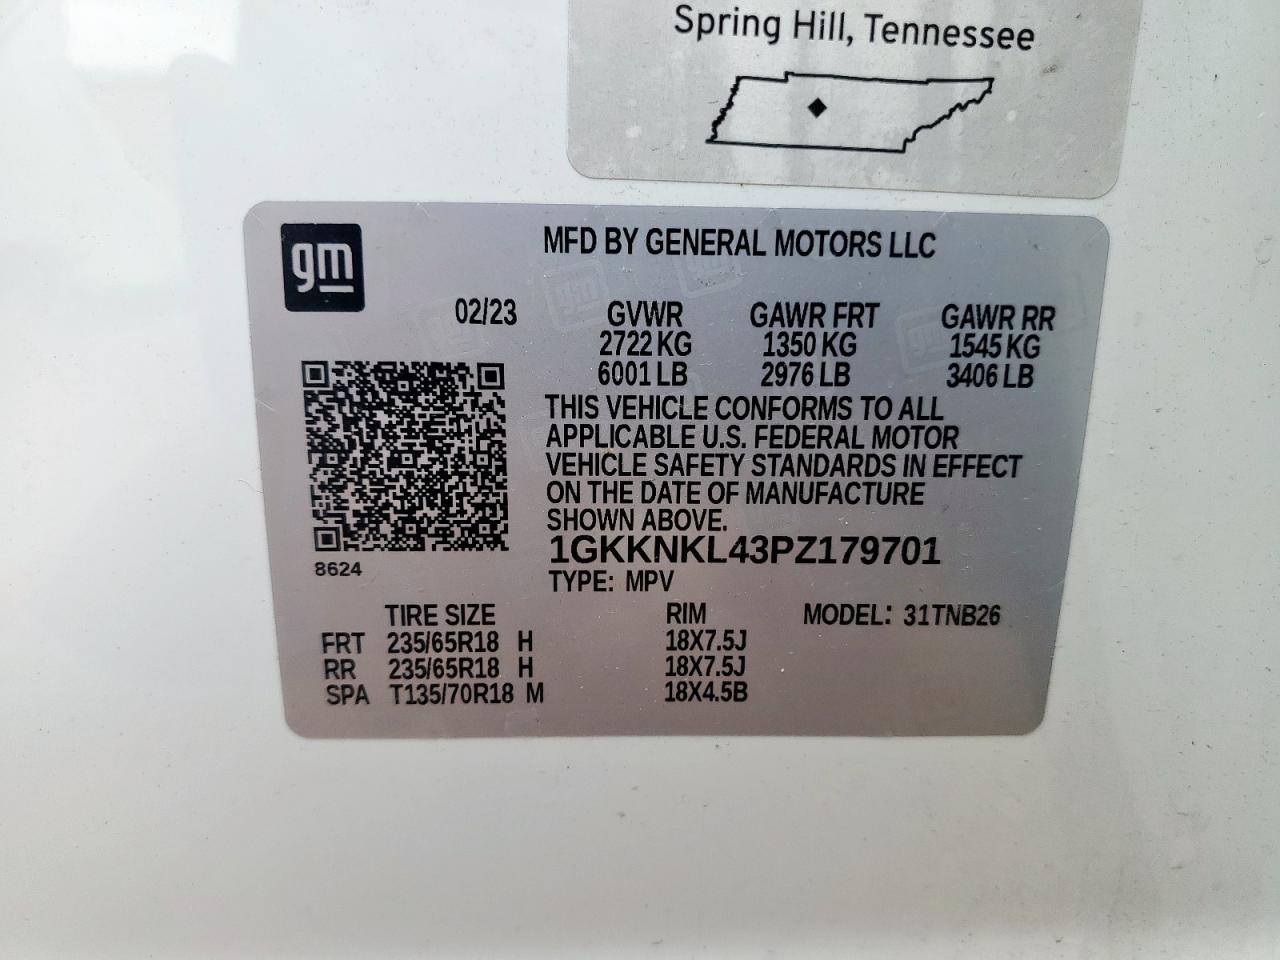 Spring Hill, Tennessee
gm
MFD BY GENERAL MOTORS LLC
02/23 GVWR GAWR FRT GAWR RR
2722 KG 1350 KG 1545 KG
6001 LB 2976 LB 3406 LB
THIS VEHICLE CONFORMS TO ALL
APPLICABLE U.S. FEDERAL MOTOR
VEHICLE SAFETY STANDARDS IN EFFECT
ON THE DATE OF MANUFACTURE
SHOWN ABOVE.
1GKKNKL43PZ179701
8624 TYPE: MPV
TIRE SIZE RIM MODEL: 31TNB26
FRT 235/65R18 H 18X7.5J
RR 235/65R18 H 18X7.5J
SPA T135/70R18 M 18X4.5B